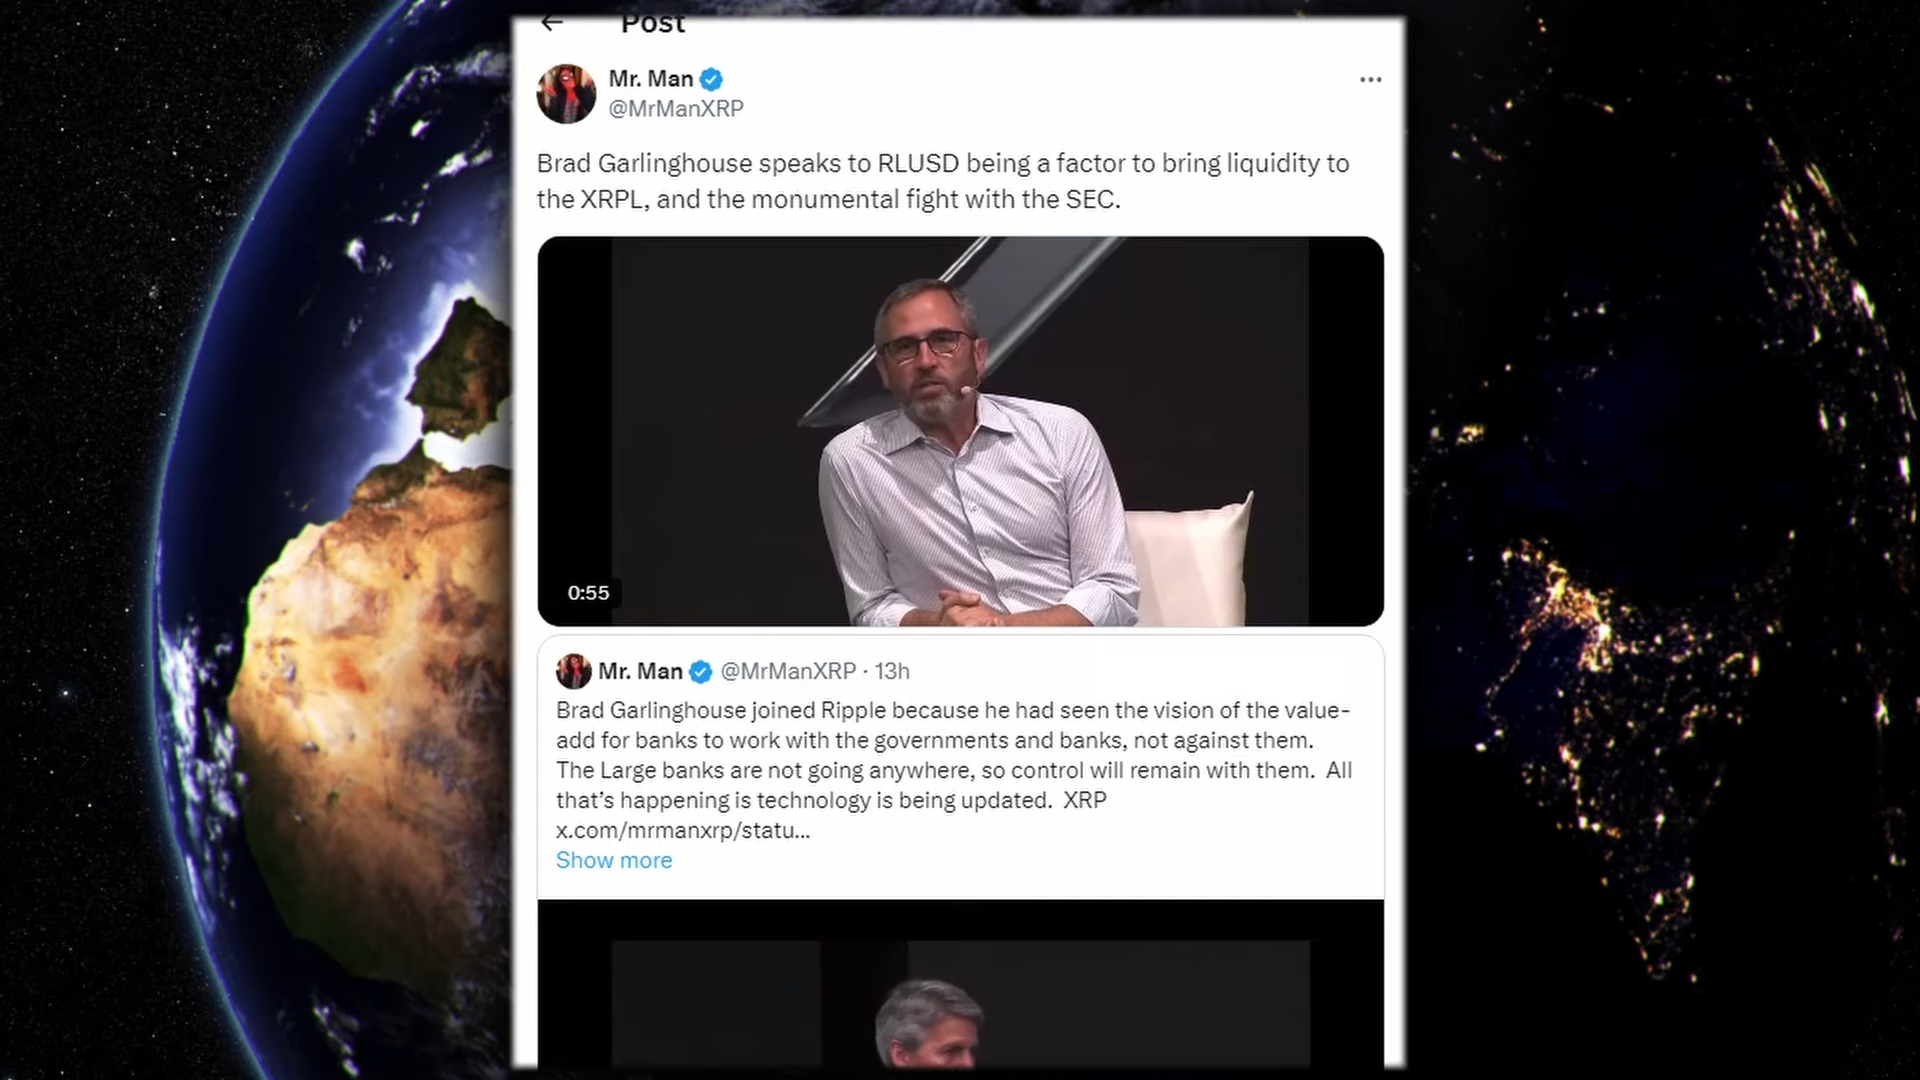 Post
Mr. Man
@MrManXRP
Brad Garlinghouse speaks to RLUSD being a factor to bring liquidity to
the XRPL, and the monumental fight with the SEC.
0:55
Mr. Man @MrManXRP · 13h
Brad Garlinghouse joined Ripple because he had seen the vision of the value-
add for banks to work with the governments and banks, not against them.
The Large banks are not going anywhere, so control will remain with them. All
that’s happening is technology is being updated. XRP
x.com/mrmanxrp/statu...
Show more